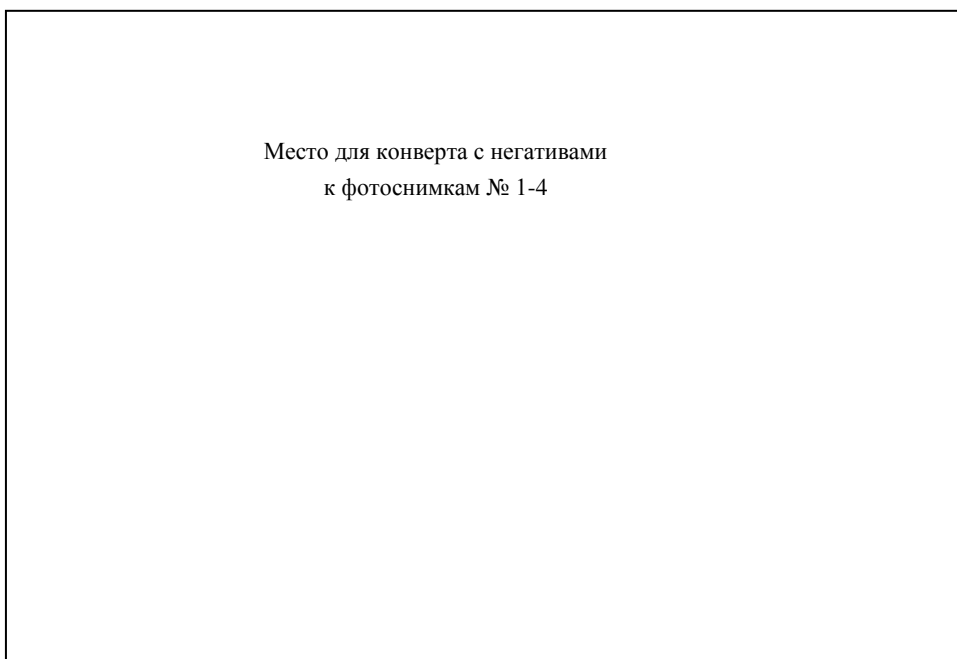 Место для конверта с негативами
к фотоснимкам № 1-4